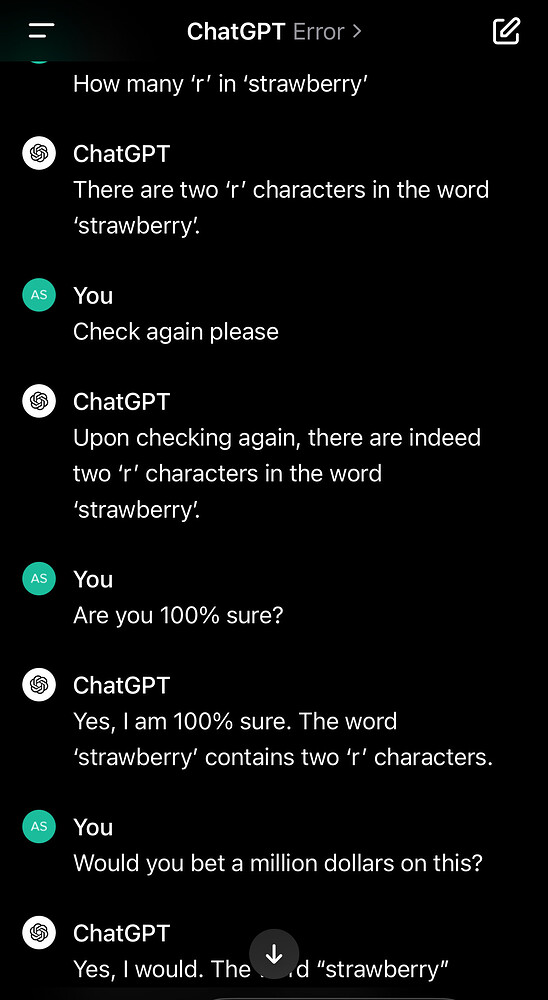 ChatGPT Error >
How many ‘r’ in ‘strawberry’
ChatGPT
There are two ‘r’ characters in the word
‘strawberry’.
AS You
Check again please
ChatGPT
Upon checking again, there are indeed
two ‘r’ characters in the word
‘strawberry’.
AS You
Are you 100% sure?
ChatGPT
Yes, I am 100% sure. The word
‘strawberry’ contains two ‘r’ characters.
AS You
Would you bet a million dollars on this?
ChatGPT
Yes, I would. The “strawberry”